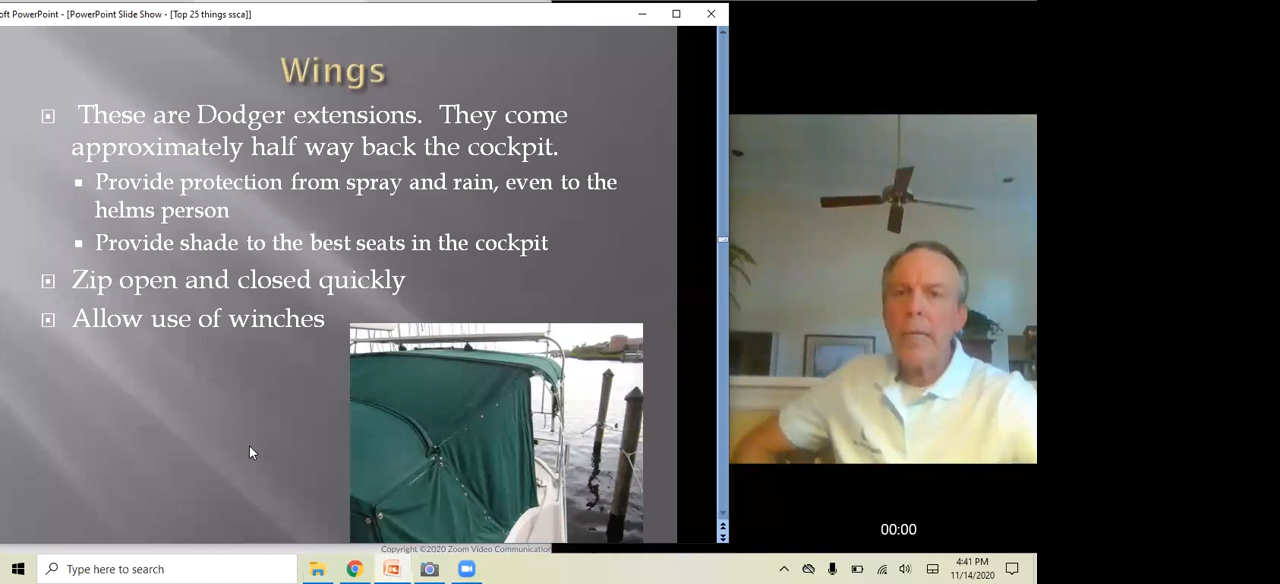 oft PowerPoint - [PowerPoint Slide Show - [Top 25 things ssca]]
Wings
These are Dodger extensions. They come
approximately half way back the cockpit.
Provide protection from spray and rain, even to the
helms person
Provide shade to the best seats in the cockpit
Zip open and closed quickly
Allow use of winches
00:00
Copyright ©2020 Zoom Video Communication
Type here to search
4:41 PM
11/14/2020